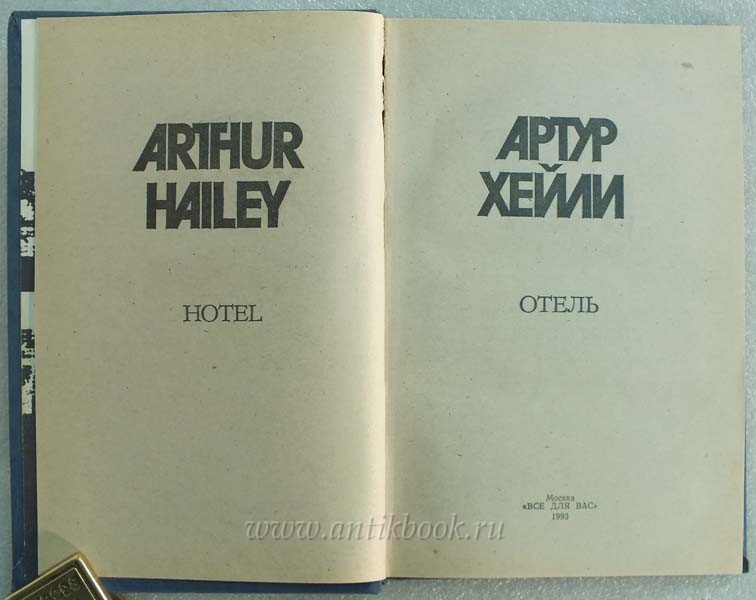 ARTHUR
HAILEY
HOTEL
АРТУР
ХЕЙЛИ
ОТЕЛЬ
Москва
«ВСЕ ДЛЯ ВАС»
1993
www.antikbook.ru